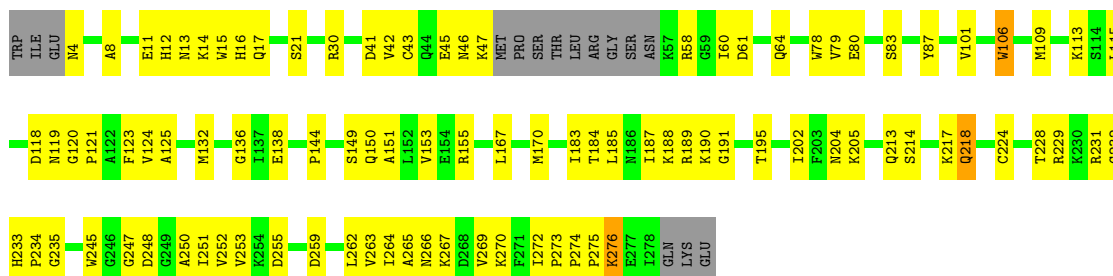 TRP ILE GLU N4 A8 E11 H12 N13 K14 W15 H16 Q17 S21 R30 D41 V42 C43 Q44 E45 N46 K47 MET PRO SER THR LEU ARG GLY SER ASN K57 R58 G59 I60 D61 Q64 W78 V79 E80 S83 Y87 V101 W106 M109 K113 S114
D118 N119 G120 P121 A122 F123 V124 A125 M132 G136 I137 E138 P144 S149 Q150 A151 L152 V153 E154 R155 L167 M170 I183 T184 L185 N186 I187 K188 R189 K190 G191 T195 I202 F203 N204 K205 Q213 S214 K217 Q218 C224 T228 R229 K230 R231
H233 P234 G235 W245 G246 G247 D248 G249 A250 I251 V252 V253 K254 D255 D259 L262 V263 I264 A265 N266 K267 D268 V269 K270 F271 I272 P273 P274 P275 K276 E277 I278 GLN LYS GLU